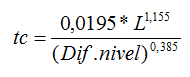 tc = 0,0195 * L^1,155 / (Dif.nivel)^0,385